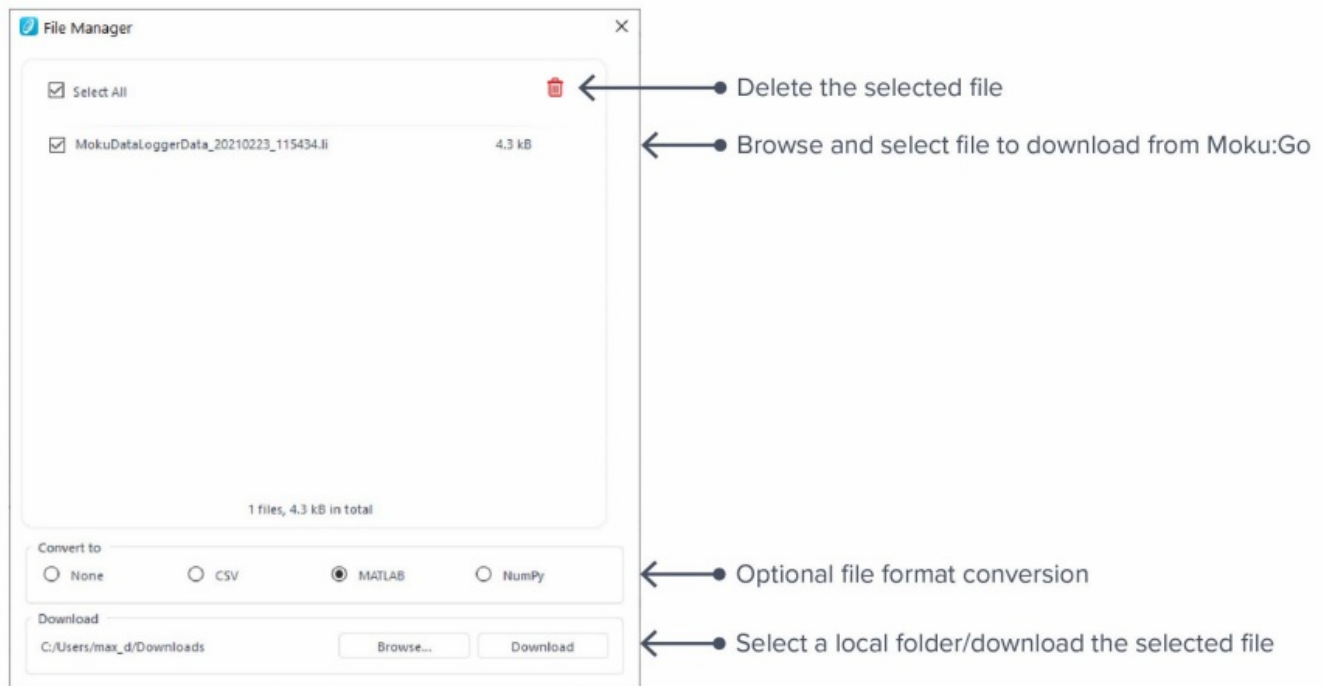 File Manager
Select All
Delete the selected file
MokuDataLoggerData_20210223_115434.li 4.3 kB
Browse and select file to download from Moku:Go
1 files, 4.3 kB in total
Convert to
None CSV MATLAB NumPy
Optional file format conversion
Download
C:/Users/max_d/Downloads Browse... Download
Select a local folder/download the selected file